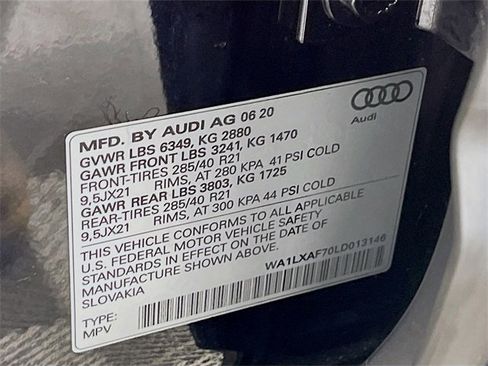 MFD. BY AUDI AG 06 20
GVWR LBS 6349, KG 2880
GAWR FRONT LBS 3241, KG 1470
FRONT-TIRES 285/40 R21
9,5JX21 RIMS, AT 280 KPA 41 PSI COLD
GAWR REAR LBS 3803, KG 1725
REAR-TIRES 285/40 R21
9,5JX21 RIMS, AT 300 KPA 44 PSI COLD
THIS VEHICLE CONFORMS TO ALL APPLICABLE
U.S. FEDERAL MOTOR VEHICLE SAFETY
STANDARDS IN EFFECT ON THE DATE OF
MANUFACTURE SHOWN ABOVE.
SLOVAKIA
WA1LXAF70LD013146
TYPE:
MPV
Audi